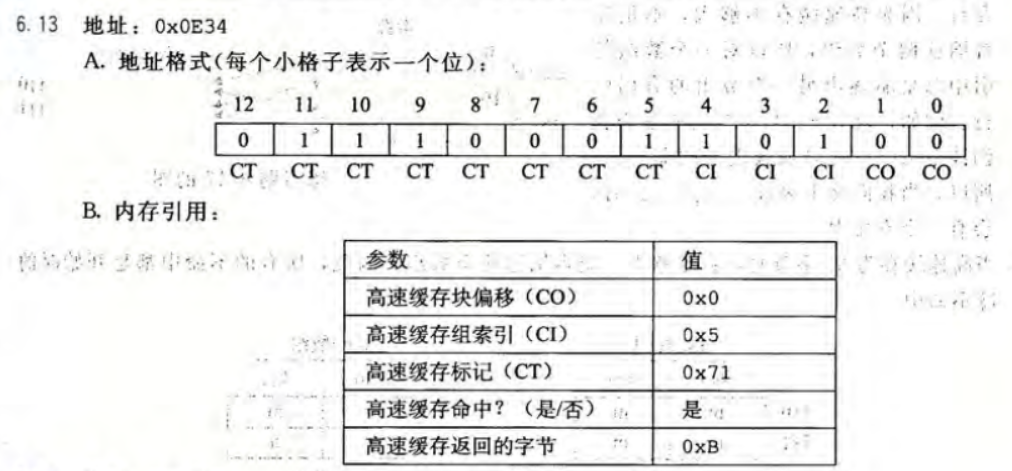 6.13 地址：0x0E34
A. 地址格式(每个小格子表示一个位)：
12 11 10 9 8 7 6 5 4 3 2 1 0
0 1 1 1 0 0 0 1 1 0 1 0 0
CT CT CT CT CT CT CT CT CI CI CI CO CO
B. 内存引用：
参数 值
高速缓存块偏移（CO） 0x0
高速缓存组索引（CI） 0x5
高速缓存标记（CT） 0x71
高速缓存命中？（是/否） 是
高速缓存返回的字节 0xB